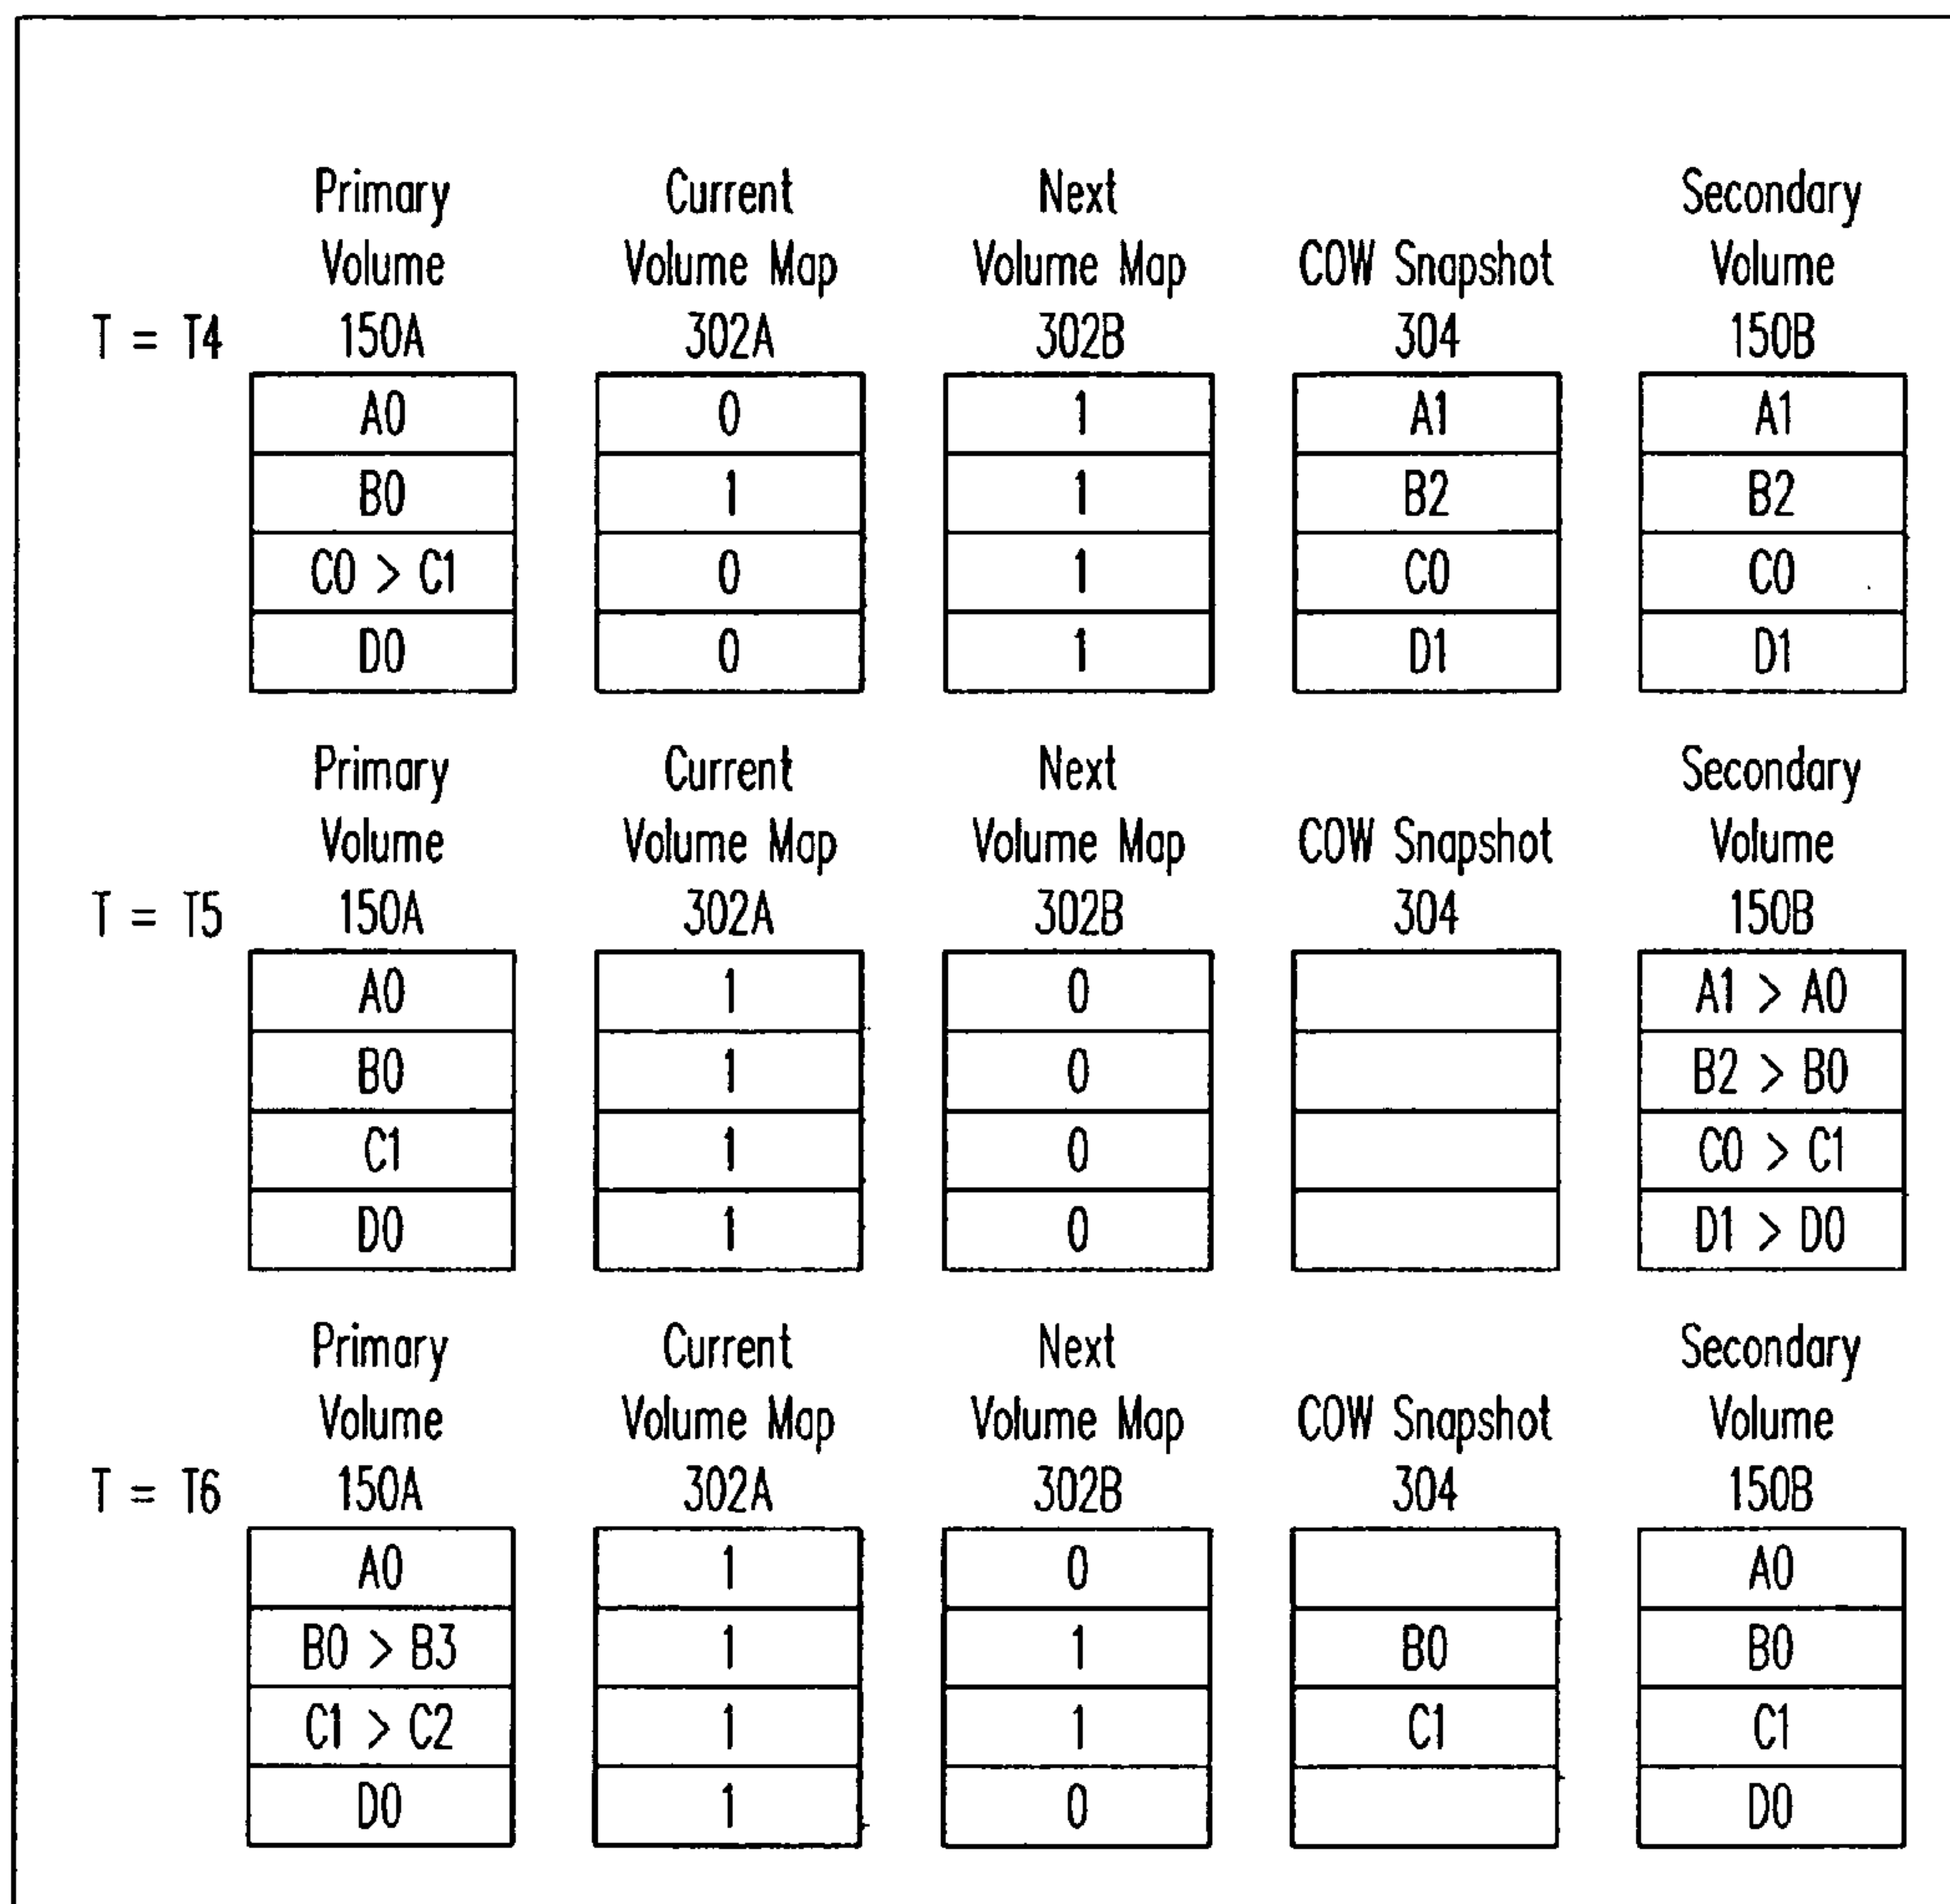 Primary Current Next Secondary
Volume Volume Map Volume Map COW Snapshot Volume
T = T4 150A 302A 302B 304 150B
A0 0 1 A1 A1
B0 1 1 B2 B2
C0 > C1 0 1 C0 C0
D0 0 1 D1 D1
Primary Current Next Secondary
Volume Volume Map Volume Map COW Snapshot Volume
T = T5 150A 302A 302B 304 150B
A0 1 0 A1 > A0
B0 1 0 B2 > B0
C1 1 0 C0 > C1
D0 1 0 D1 > D0
Primary Current Next Secondary
Volume Volume Map Volume Map COW Snapshot Volume
T = T6 150A 302A 302B 304 150B
A0 1 0 A0
B0 > B3 1 1 B0 B0
C1 > C2 1 1 C1 C1
D0 1 0 D0